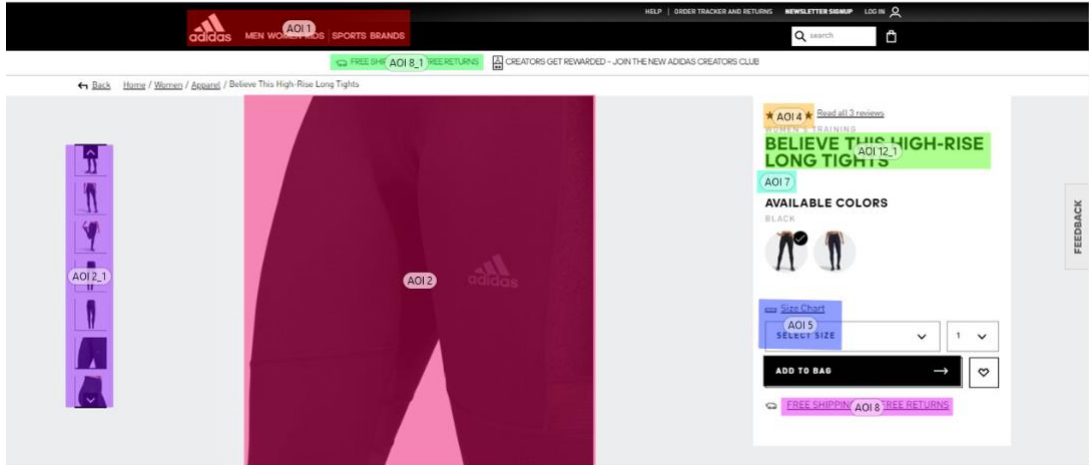 HELP | ORDER TRACKER AND RETURNS NEWSLETTER SIGNUP LOG IN
adidas MEN WOMEN KIDS SPORTS BRANDS
AOI 1
search
FREE SHIP RETURNS
AOI 8_1
CREATORS GET REWARDED - JOIN THE NEW ADIDAS CREATORS CLUB
Back Home / Women / Apparel / Believe This High-Rise Long Tights
AOI 4
Read all 3 reviews
WOMEN'S TRAINING
BELIEVE THIS HIGH-RISE
LONG TIGHTS
AOI 12_1
AOI 7
AVAILABLE COLORS
BLACK
FEEDBACK
AOI 2_1
AOI 2
adidas
Size Chart
AOI 5
SELECT SIZE 1
ADD TO BAG
FREE SHIPPING FREE RETURNS
AOI 8